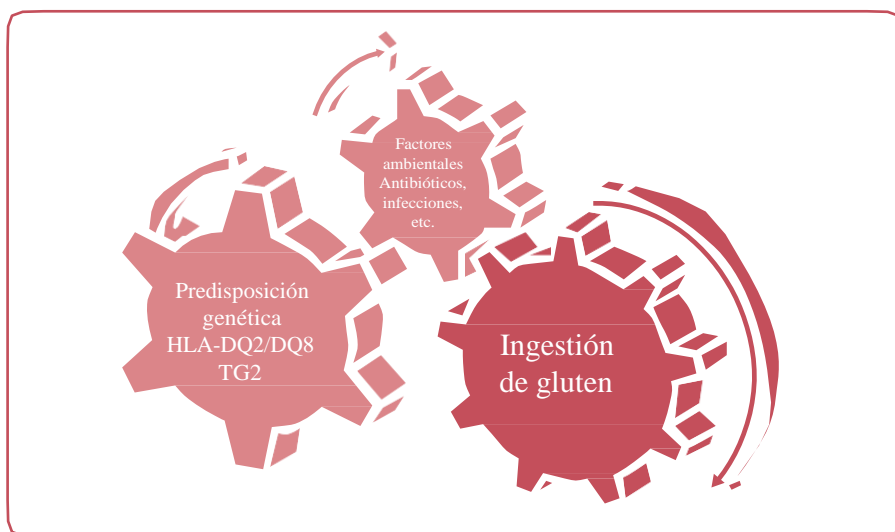 Factores
ambientales
Antibióticos,
infecciones,
etc.
Predisposición
genética
HLA-DQ2/DQ8
TG2
Ingestión
de gluten